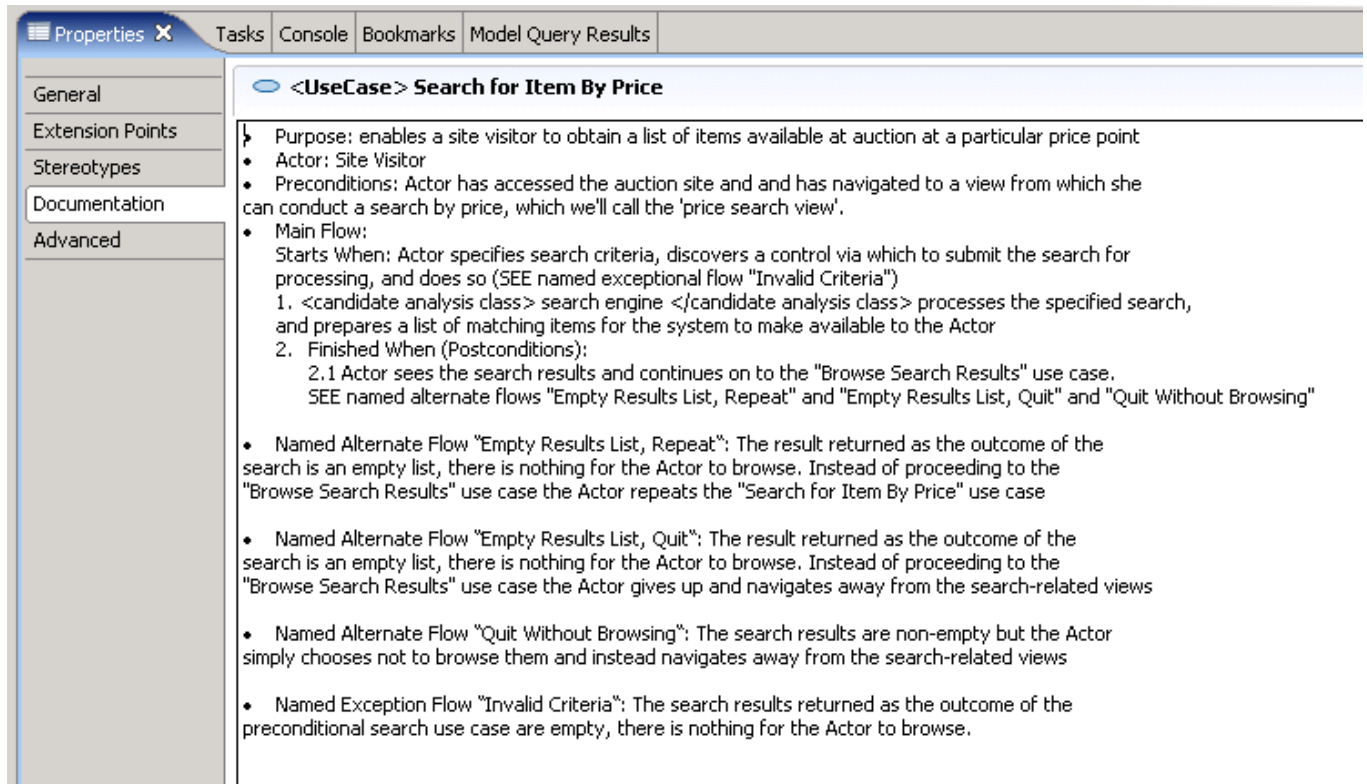 Properties Tasks Console Bookmarks Model Query Results
General
Extension Points
Stereotypes
Documentation
Advanced
<UseCase> Search for Item By Price
• Purpose: enables a site visitor to obtain a list of items available at auction at a particular price point
• Actor: Site Visitor
• Preconditions: Actor has accessed the auction site and and has navigated to a view from which she
can conduct a search by price, which we'll call the 'price search view'.
• Main Flow:
Starts When: Actor specifies search criteria, discovers a control via which to submit the search for
processing, and does so (SEE named exceptional flow "Invalid Criteria")
1. <candidate analysis class> search engine </candidate analysis class> processes the specified search,
and prepares a list of matching items for the system to make available to the Actor
2. Finished When (Postconditions):
2.1 Actor sees the search results and continues on to the "Browse Search Results" use case.
SEE named alternate flows "Empty Results List, Repeat" and "Empty Results List, Quit" and "Quit Without Browsing"
• Named Alternate Flow “Empty Results List, Repeat“: The result returned as the outcome of the
search is an empty list, there is nothing for the Actor to browse. Instead of proceeding to the
"Browse Search Results" use case the Actor repeats the "Search for Item By Price" use case
• Named Alternate Flow “Empty Results List, Quit“: The result returned as the outcome of the
search is an empty list, there is nothing for the Actor to browse. Instead of proceeding to the
"Browse Search Results" use case the Actor gives up and navigates away from the search-related views
• Named Alternate Flow “Quit Without Browsing“: The search results are non-empty but the Actor
simply chooses not to browse them and instead navigates away from the search-related views
• Named Exception Flow “Invalid Criteria“: The search results returned as the outcome of the
preconditional search use case are empty, there is nothing for the Actor to browse.